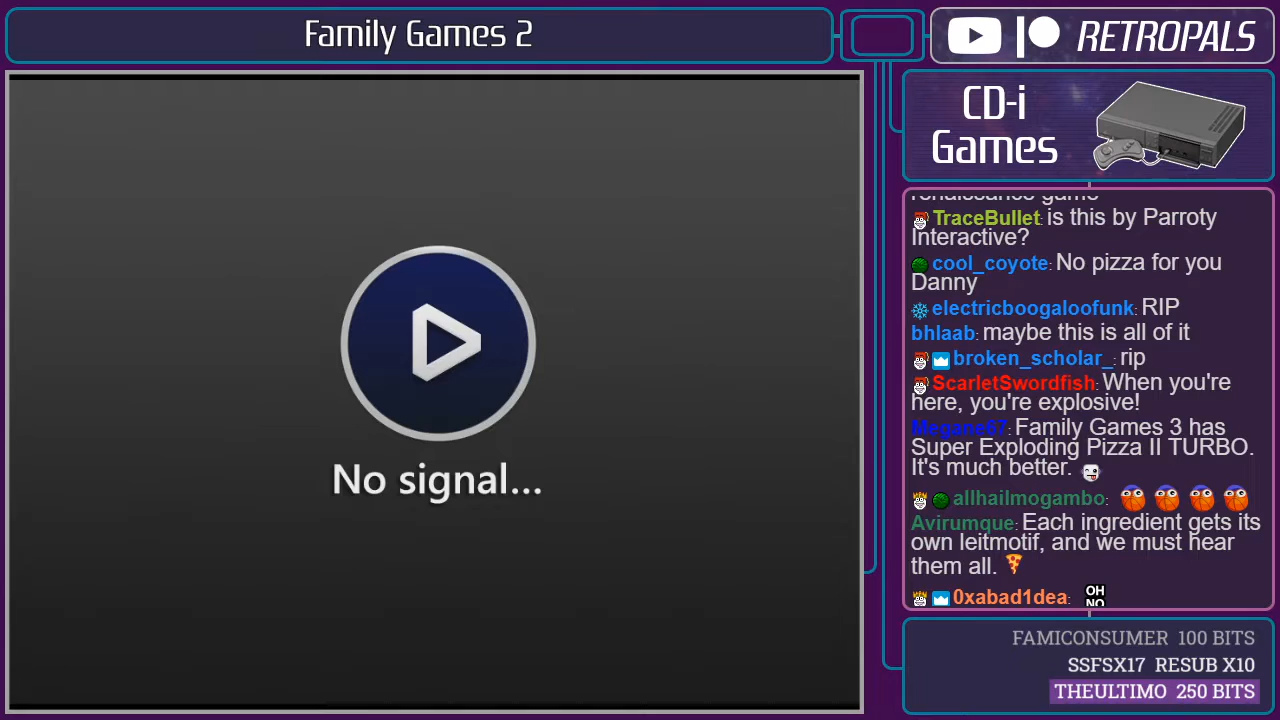 Family Games 2
RETROPALS
CD-i
Games
No signal...
renaissance game
TraceBullet: is this by Parroty
Interactive?
cool_coyote: No pizza for you
Danny
electricboogaloofunk: RIP
bhlaab: maybe this is all of it
broken_scholar_: rip
ScarletSwordfish: When you're
here, you're explosive!
Megane67: Family Games 3 has
Super Exploding Pizza II TURBO.
It's much better.
allhailmogambo:
Avirumque: Each ingredient gets its
own leitmotif, and we must hear
them all.
0xabad1dea: OH
NO
FAMICONSUMER 100 BITS
SSFSX17 RESUB X10
THEULTIMO 250 BITS